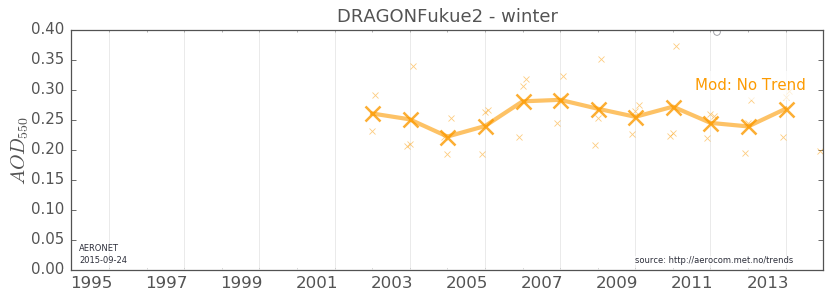 DRAGONFukue2 - winter
0.40
0.35
0.30
0.25
0.20
0.15
0.10
0.05
0.00
AOD550
Mod: No Trend
AERONET
2015-09-24
source: http://aerocom.met.no/trends
1995 1997 1999 2001 2003 2005 2007 2009 2011 2013